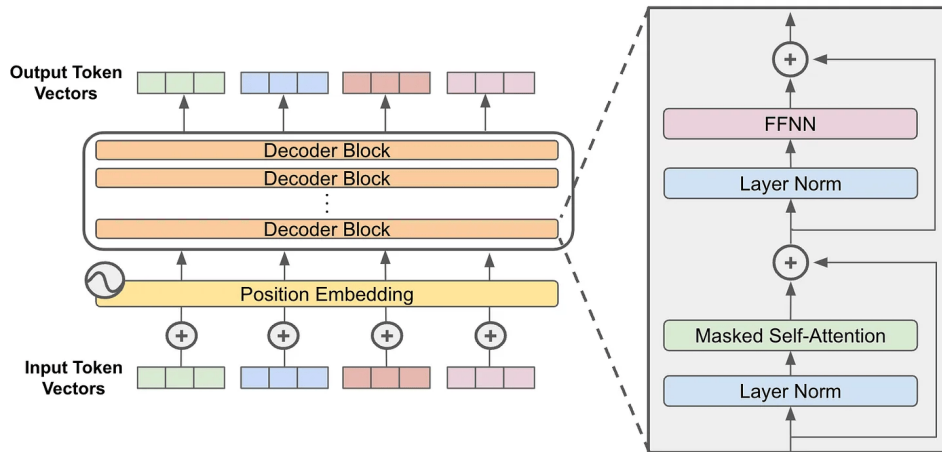 Output Token
Vectors
Decoder Block
Decoder Block
Decoder Block
Position Embedding
Input Token
Vectors
FFNN
Layer Norm
Masked Self-Attention
Layer Norm